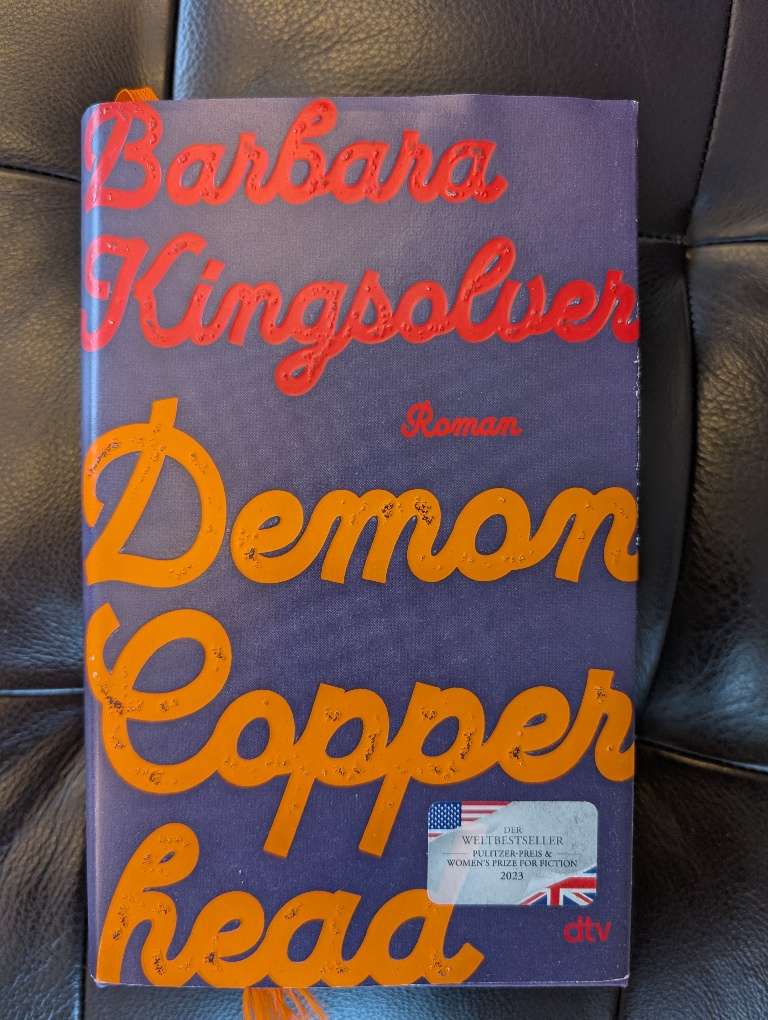 Barbara
Kingsolver
Roman
Demon
Copper
head
DER
WELTBESTSELLER
PULITZER-PREIS &
WOMEN'S PRIZE FOR FICTION
2023
dtv